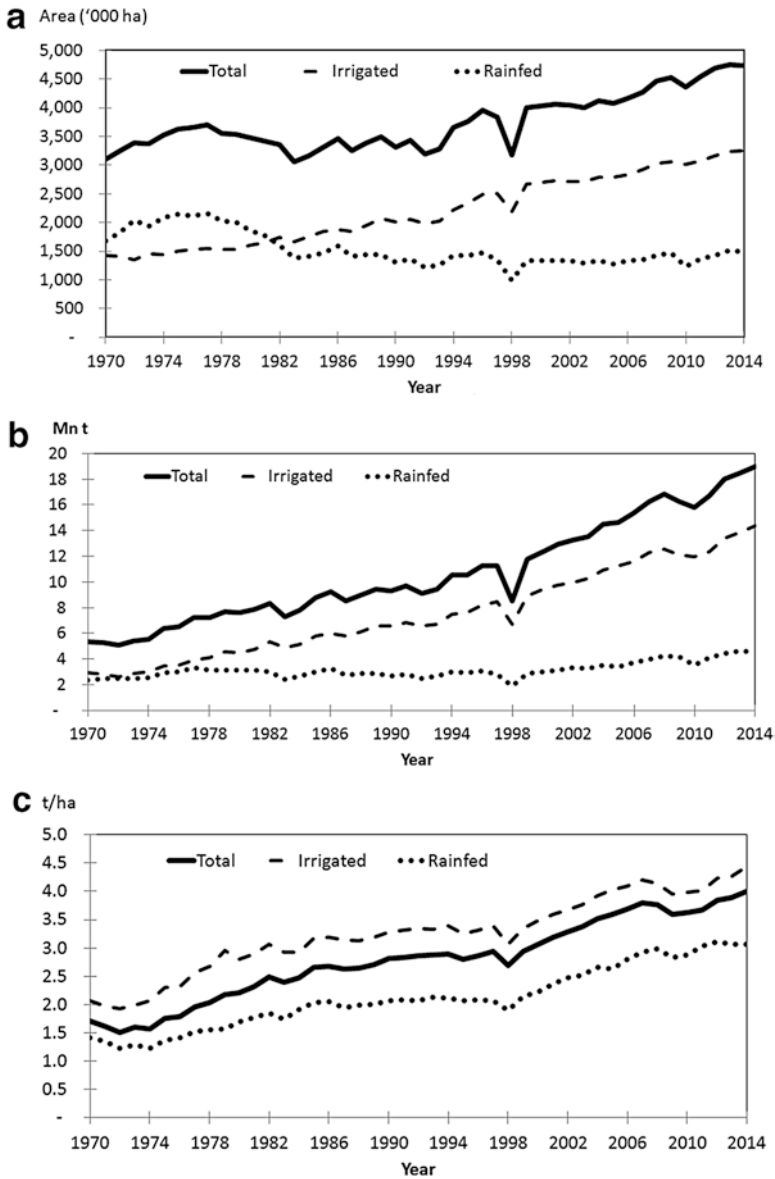 a Area (‘000 ha)
5,000
Total Irrigated Rainfed
4,500
4,000
3,500
3,000
2,500
2,000
1,500
1,000
500
-
1970 1974 1978 1982 1986 1990 1994 1998 2002 2006 2010 2014
Year
b Mn t
20
18
Total Irrigated Rainfed
16
14
12
10
8
6
4
2
-
1970 1974 1978 1982 1986 1990 1994 1998 2002 2006 2010 2014
Year
c t/ha
5.0
4.5
Total Irrigated Rainfed
4.0
3.5
3.0
2.5
2.0
1.5
1.0
0.5
-
1970 1974 1978 1982 1986 1990 1994 1998 2002 2006 2010 2014
Year